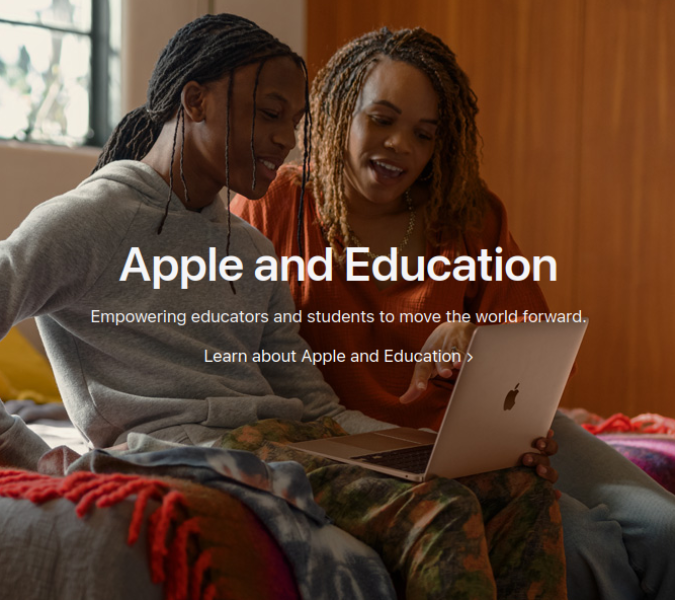 Apple and Education
Empowering educators and students to move the world forward.
Learn about Apple and Education >